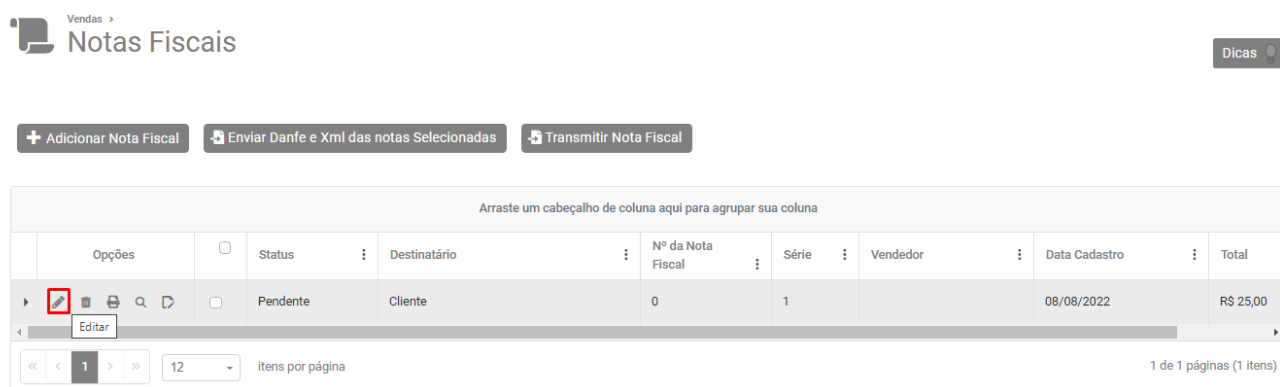 Vendas >
Notas Fiscais
Dicas
Adicionar Nota Fiscal
Enviar Danfe e Xml das notas Selecionadas
Transmitir Nota Fiscal
Arraste um cabeçalho de coluna aqui para agrupar sua coluna
Opções Status Destinatário Nº da Nota Fiscal Série Vendedor Data Cadastro Total
Pendente Cliente 0 1 08/08/2022 R$ 25,00
Editar
« < 1 > » 12 itens por página 1 de 1 páginas (1 itens)